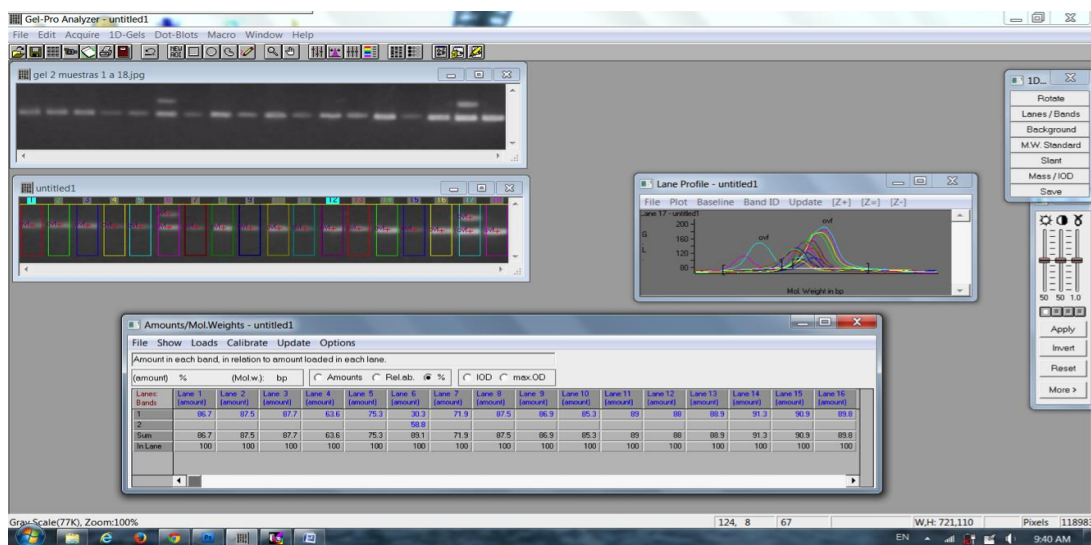 Gel-Pro Analyzer - untitled1
File Edit Acquire 1D-Gels Dot-Blots Macro Window Help
gel 2 muestras 1 a 18.jpg
untitled1
Lane Profile - untitled1
File Plot Baseline Band ID Update [Z+] [Z=] [Z-]
Lane 17 - untitled1
200
160
120
80
G
L
ovf
ovf
Mol. Weight in bp
1D...
Rotate
Lanes / Bands
Background
M.W. Standard
Slant
Mass / IOD
Save
50 50 1.0
Apply
Invert
Reset
More >
Amounts/Mol.Weights - untitled1
File Show Loads Calibrate Update Options
Amount in each band, in relation to amount loaded in each lane.
(amount) % (Mol.w.): bp Amounts Rel.ab. % IOD max.OD
Lanes: Lane 1 Lane 2 Lane 3 Lane 4 Lane 5 Lane 6 Lane 7 Lane 8 Lane 9 Lane 10 Lane 11 Lane 12 Lane 13 Lane 14 Lane 15 Lane 16
Bands (amount) (amount) (amount) (amount) (amount) (amount) (amount) (amount) (amount) (amount) (amount) (amount) (amount) (amount) (amount) (amount)
1 86.7 87.5 87.7 63.6 75.3 30.3 71.9 87.5 86.9 85.3 89 88 88.9 91.3 90.9 89.8
2 58.8
Sum 86.7 87.5 87.7 63.6 75.3 89.1 71.9 87.5 86.9 85.3 89 88 88.9 91.3 90.9 89.8
In Lane 100 100 100 100 100 100 100 100 100 100 100 100 100 100 100 100
Gray Scale(77K), Zoom:100% 124, 8 67 W,H: 721,110 Pixels 118983
EN 9:40 AM